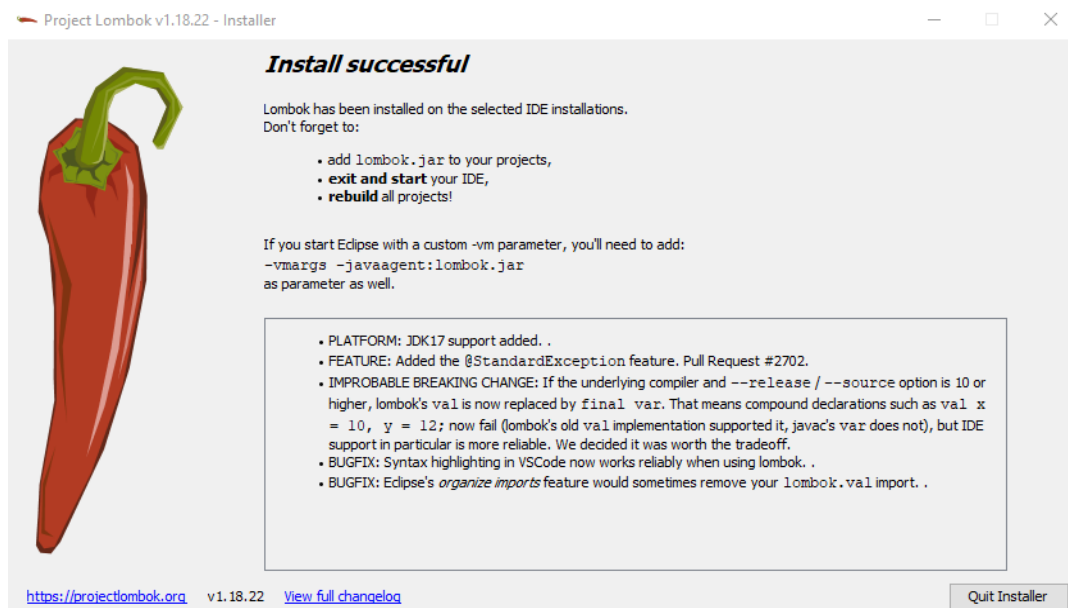 Project Lombok v1.18.22 - Installer
Install successful
Lombok has been installed on the selected IDE installations.
Don't forget to:
• add lombok.jar to your projects,
• exit and start your IDE,
• rebuild all projects!
If you start Eclipse with a custom -vm parameter, you'll need to add:
-vmargs -javaagent:lombok.jar
as parameter as well.
• PLATFORM: JDK17 support added. .
• FEATURE: Added the @StandardException feature. Pull Request #2702.
• IMPROBABLE BREAKING CHANGE: If the underlying compiler and --release / --source option is 10 or
higher, lombok's val is now replaced by final var. That means compound declarations such as val x
= 10, y = 12; now fail (lombok's old val implementation supported it, javac's var does not), but IDE
support in particular is more reliable. We decided it was worth the tradeoff.
• BUGFIX: Syntax highlighting in VSCode now works reliably when using lombok. .
• BUGFIX: Eclipse's organize imports feature would sometimes remove your lombok.val import. .
https://projectlombok.org v1.18.22 View full changelog Quit Installer